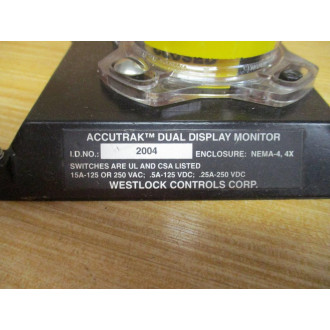 CLOSED
ACCUTRAK™ DUAL DISPLAY MONITOR
I.D.NO.: 2004 ENCLOSURE: NEMA-4, 4X
SWITCHES ARE UL AND CSA LISTED
15A-125 OR 250 VAC; .5A-125 VDC; .25A-250 VDC
WESTLOCK CONTROLS CORP.